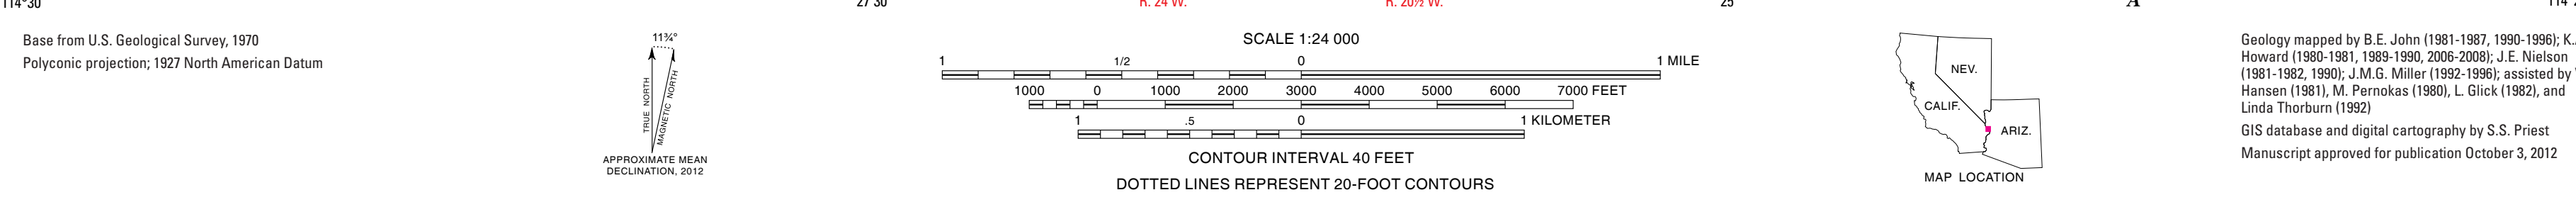 114°30'
27'30
R. 24 W.
R. 20½ W.
25
A
Base from U.S. Geological Survey, 1970
Polyconic projection; 1927 North American Datum
11¾°
TRUE NORTH
MAGNETIC NORTH
APPROXIMATE MEAN
DECLINATION, 2012
SCALE 1:24 000
1 1/2 0 1 MILE
1000 0 1000 2000 3000 4000 5000 6000 7000 FEET
1 .5 0 1 KILOMETER
CONTOUR INTERVAL 40 FEET
DOTTED LINES REPRESENT 20-FOOT CONTOURS
NEV.
CALIF.
ARIZ.
MAP LOCATION
Geology mapped by B.E. John (1981-1987, 1990-1996); K.
Howard (1980-1981, 1989-1990, 2006-2008); J.E. Nielson
(1981-1982, 1990); J.M.G. Miller (1992-1996); assisted by
Hansen (1981), M. Pernokas (1980), L. Glick (1982), and
Linda Thorburn (1992)
GIS database and digital cartography by S.S. Priest
Manuscript approved for publication October 3, 2012